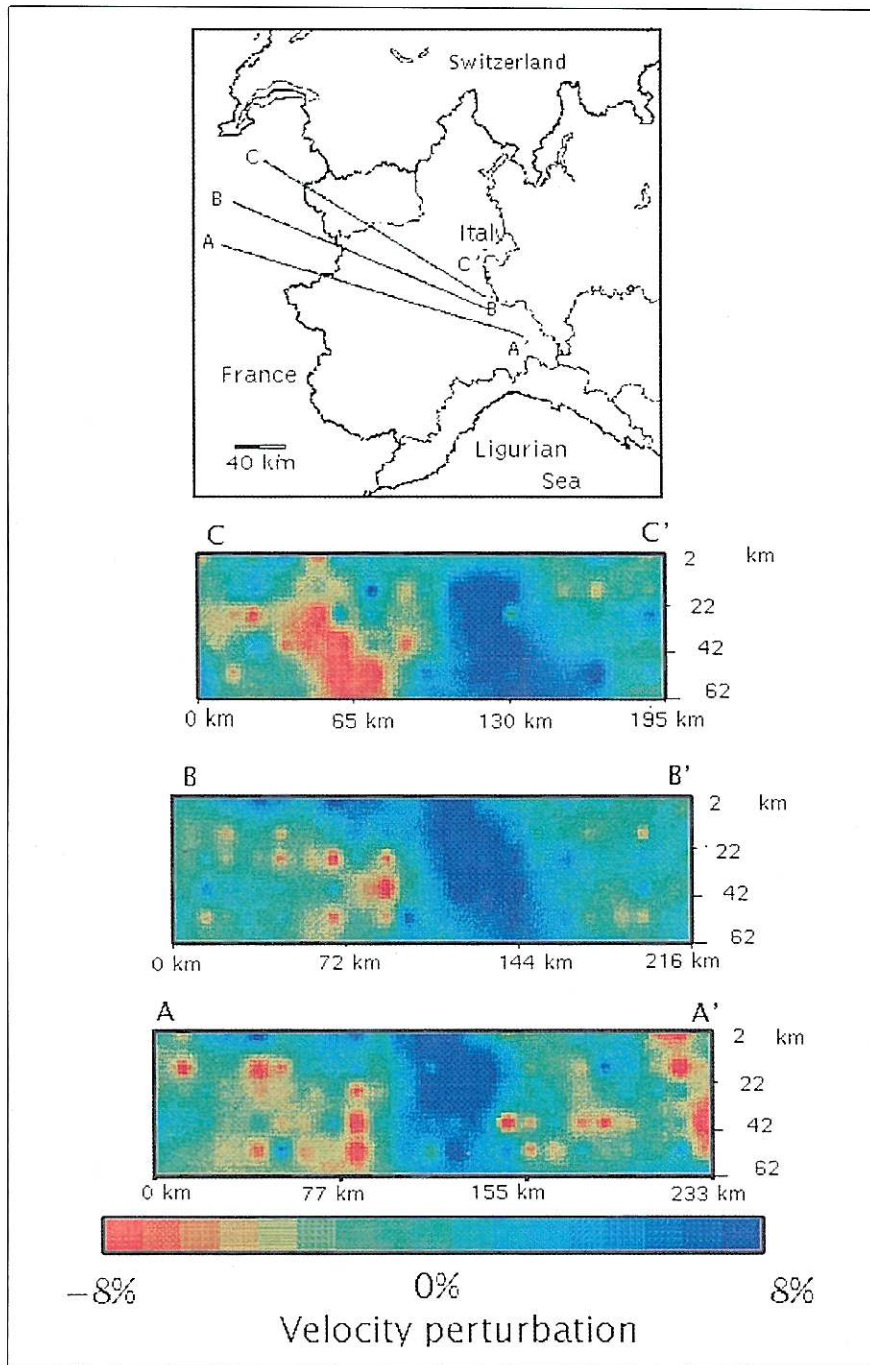 Switzerland
C
B
Italy
A
C'
B
A
France
Ligurian
40 km
Sea
C C'
2 km
22
42
62
0 km 65 km 130 km 195 km
B B'
2 km
22
42
62
0 km 72 km 144 km 216 km
A A'
2 km
22
42
62
0 km 77 km 155 km 233 km
−8% 0% 8%
Velocity perturbation